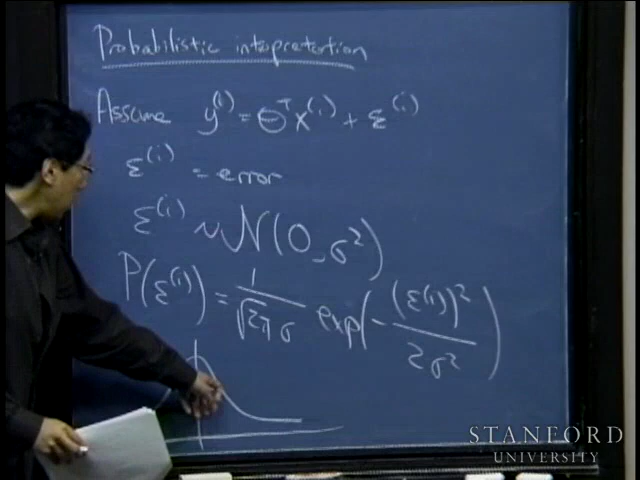 Probabilistic interpretation
Assume y^(i) = θ^T x^(i) + ε^(i)
ε^(i) = error
ε^(i) ~ N(0, σ²)
P(ε^(i)) = 1/(√2π σ) exp(-(ε^(i))²/2σ²)
STANFORD
UNIVERSITY